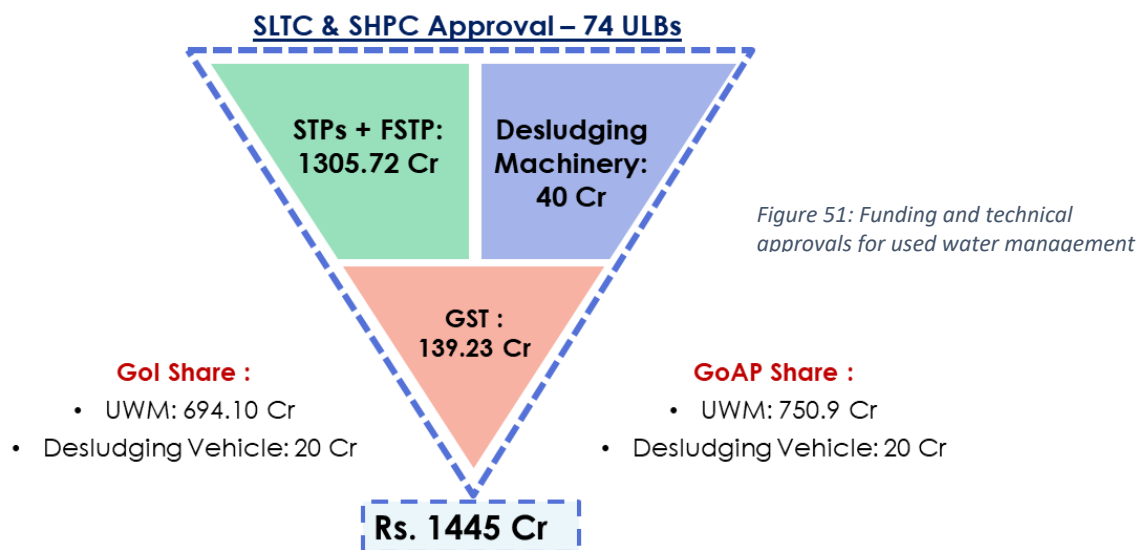 SLTC & SHPC Approval – 74 ULBs
STPs + FSTP:
1305.72 Cr
Desludging
Machinery:
40 Cr
Figure 51: Funding and technical
approvals for used water management
GST :
139.23 Cr
GoI Share :
• UWM: 694.10 Cr
• Desludging Vehicle: 20 Cr
GoAP Share :
• UWM: 750.9 Cr
• Desludging Vehicle: 20 Cr
Rs. 1445 Cr